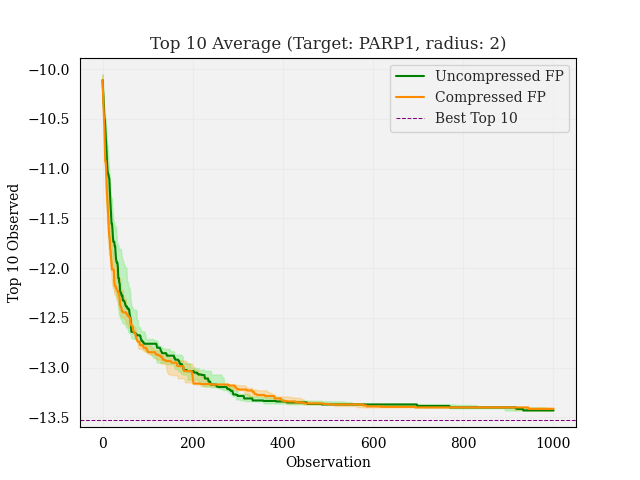 Top 10 Average (Target: PARP1, radius: 2)
Uncompressed FP
Compressed FP
Best Top 10
Top 10 Observed
−10.0
−10.5
−11.0
−11.5
−12.0
−12.5
−13.0
−13.5
0 200 400 600 800 1000
Observation